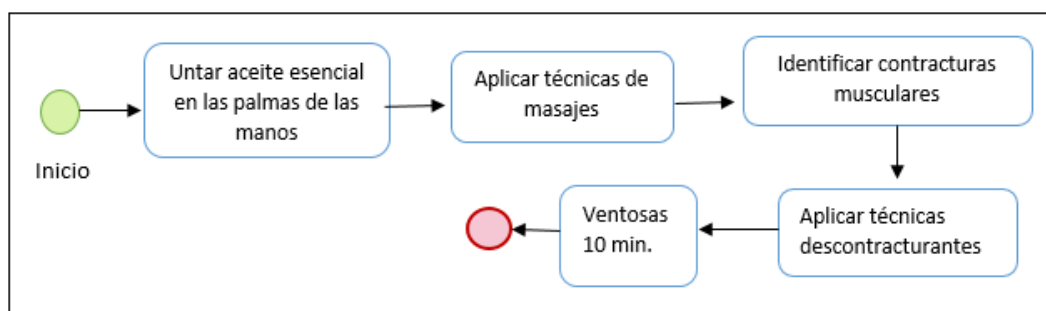 Inicio
Untar aceite esencial
en las palmas de las
manos
Aplicar técnicas de
masajes
Identificar contracturas
musculares
Aplicar técnicas
descontracturantes
Ventosas
10 min.